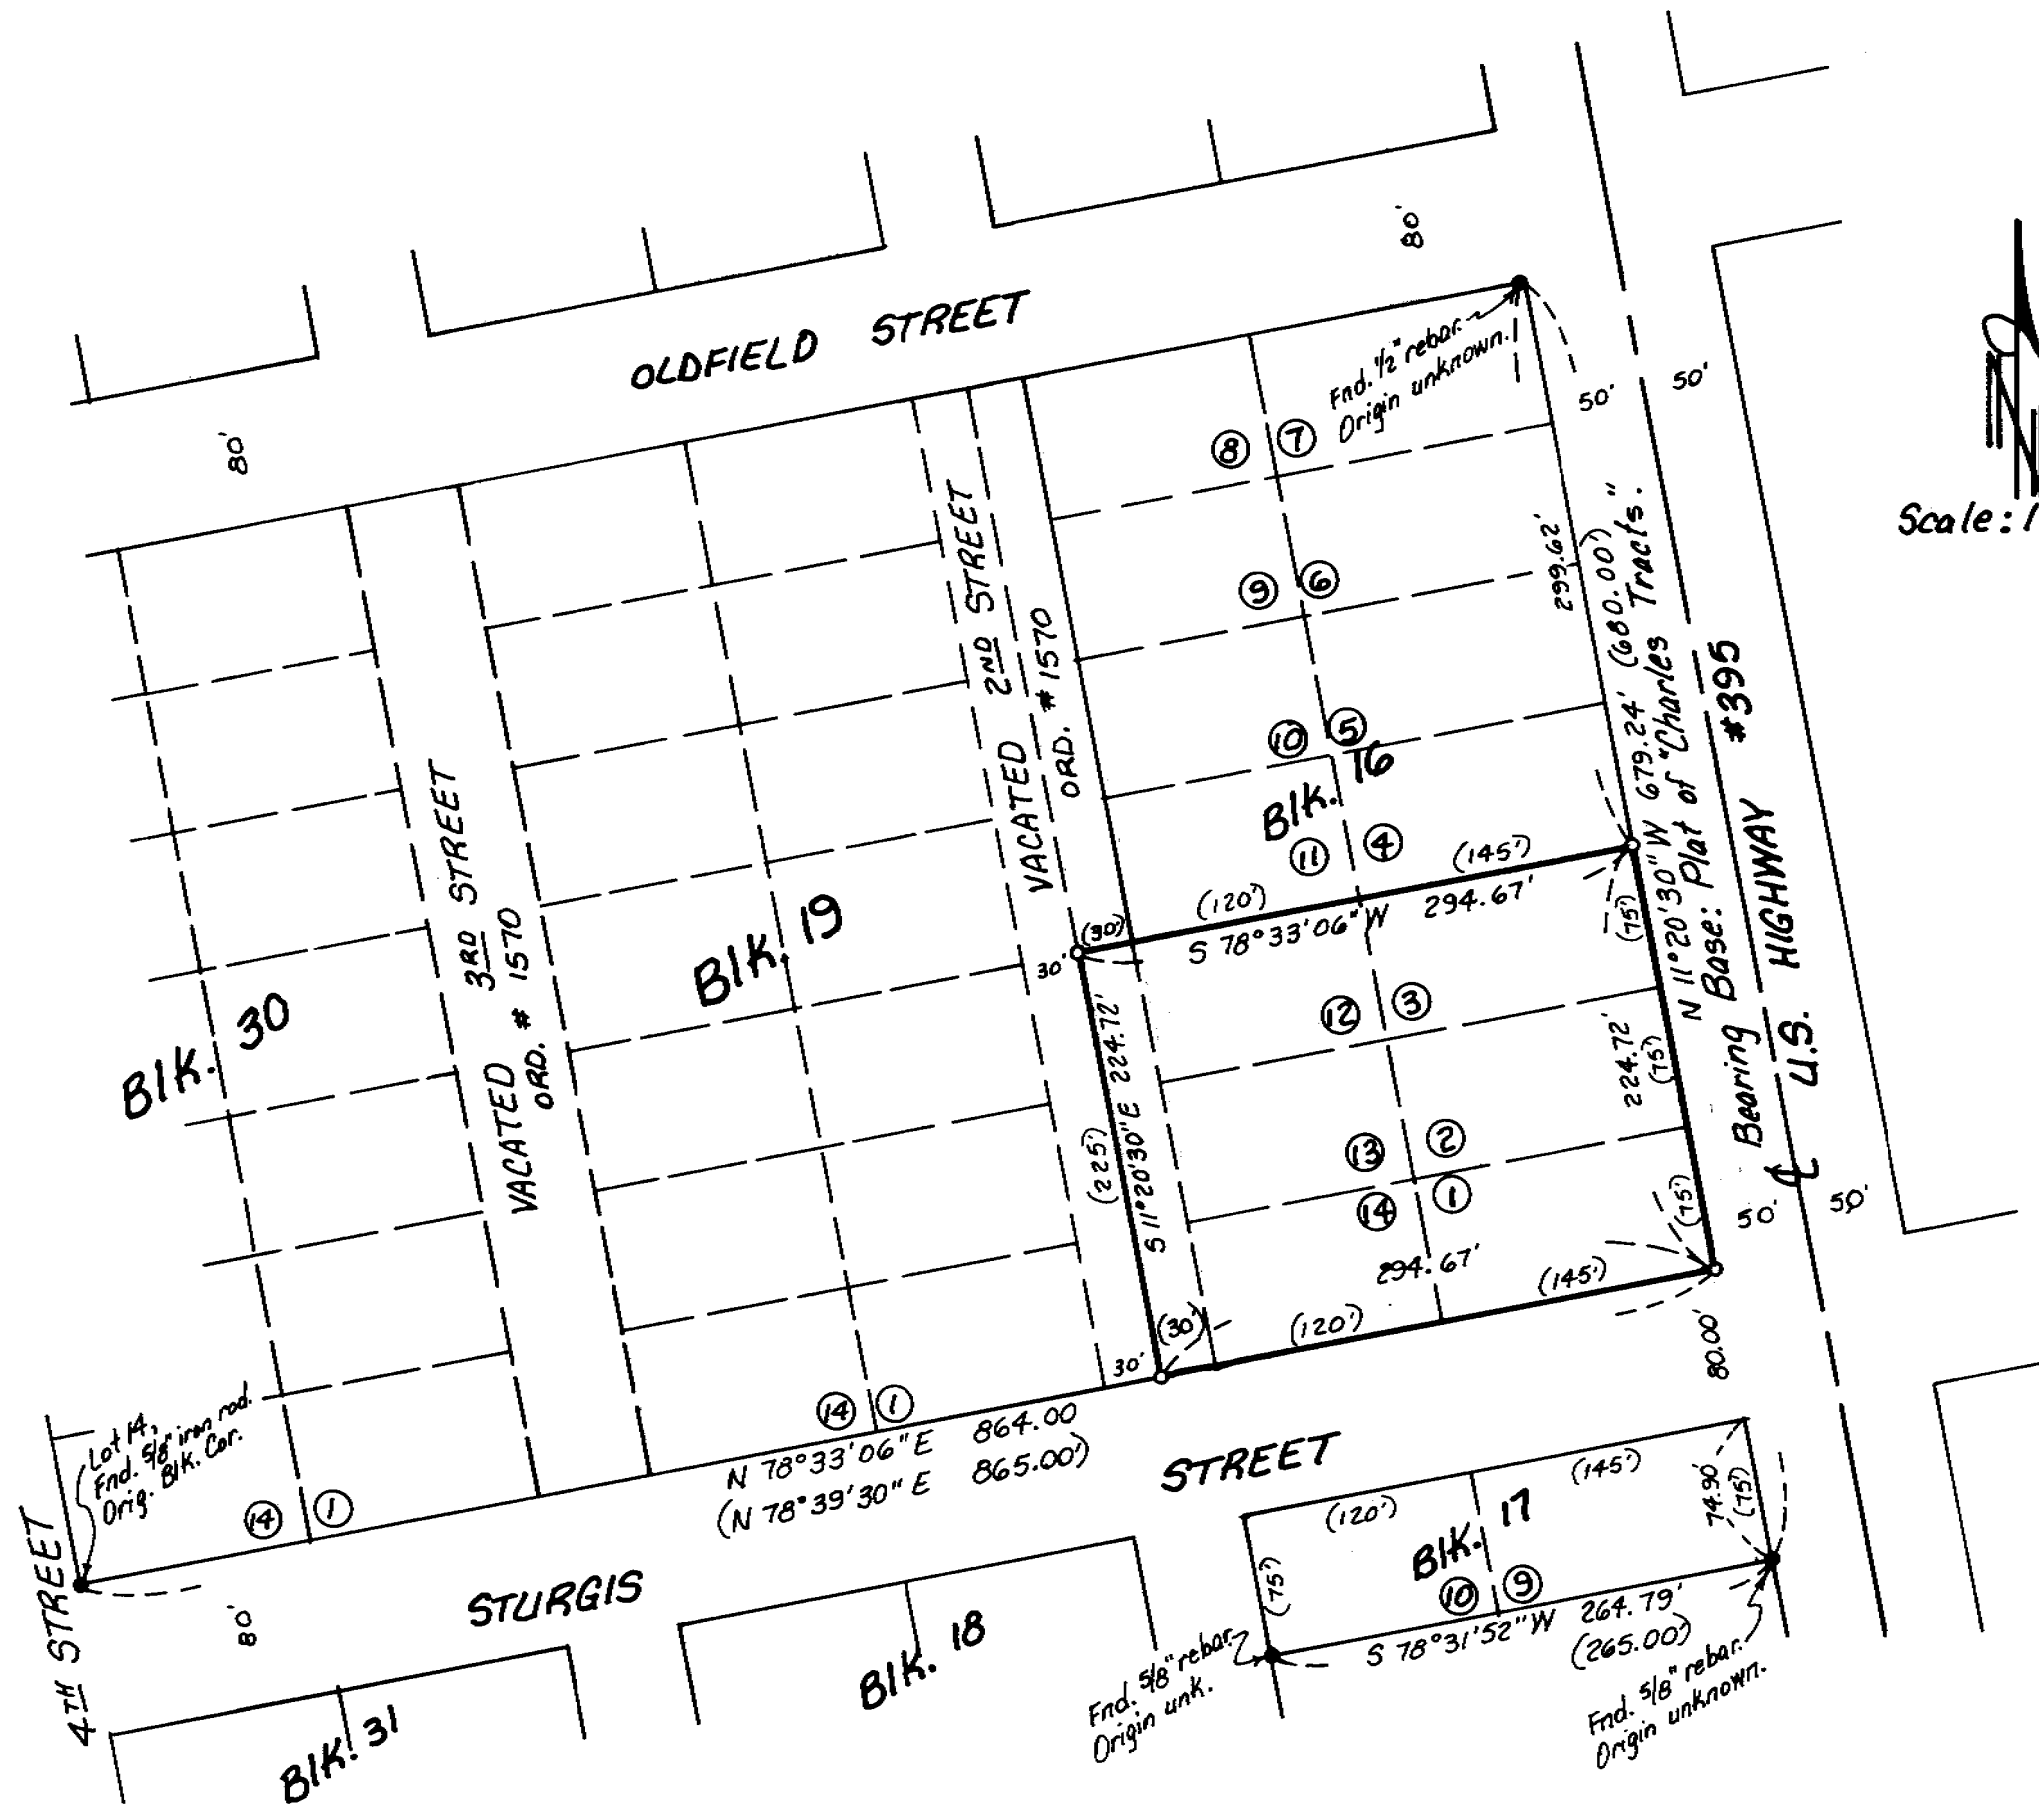 80'
OLDFIELD STREET
80'
Fnd. 1/2" rebar.
Origin unknown.
50'
50'
Scale: 1
8
7
9
6
10
5
Blk. 16
11
4
(145')
(120')
(30')
S 78°33'06"W 294.67'
30'
299.62'
N 11°20'30"W 679.24' (680.00')
Bearing Base: Plat of "Charles Tracts."
U.S. HIGHWAY #395
VACATED 2ND STREET
ORD. #1570
VACATED 3RD STREET
ORD. # 1570
Blk. 19
Blk. 30
(225')
S 11°20'30"E 224.72'
12
3
13
2
14
1
(75')
224.72'
(75')
(75')
50'
50'
294.67'
(145')
(120')
(30')
30'
80.00'
14
1
N 78°33'06"E 864.00
(N 78°39'30"E 865.00')
Lot 14,
Fnd. 5/8" iron rod.
Orig. Blk. Cor.
14
1
4TH STREET
80'
STURGIS STREET
(120')
(145')
(75')
74.90'
(75')
Blk. 17
10
9
S 78°31'52"W 264.79'
(265.00')
Fnd. 5/8" rebar.
Origin unk.
Fnd. 5/8" rebar.
Origin unknown.
Blk. 18
Blk. 31